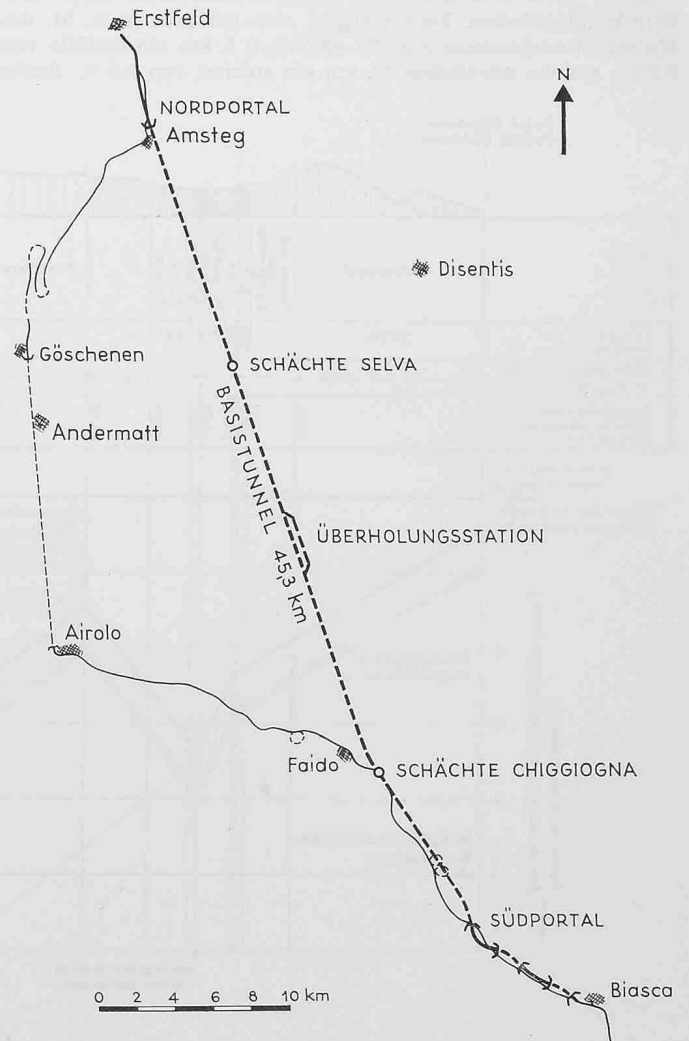 Erstfeld
N
NORDPORTAL
Amsteg
Disentis
Göschenen
SCHÄCHTE SELVA
BASISTUNNEL 45,3 km
Andermatt
ÜBERHOLUNGSSTATION
Airolo
Faido
SCHÄCHTE CHIGGIOGNA
SÜDPORTAL
Biasca
0 2 4 6 8 10 km